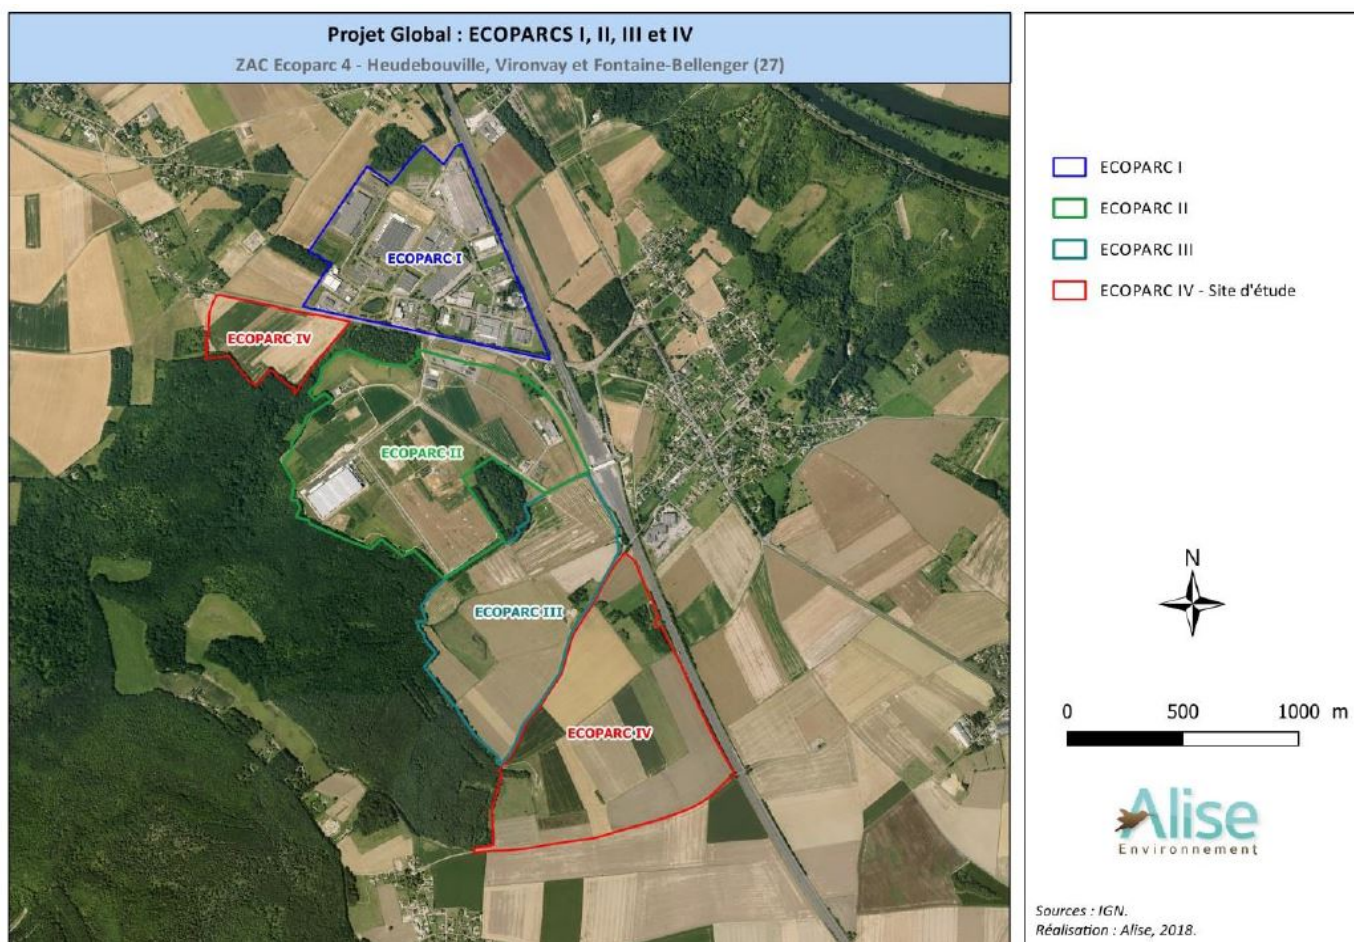 Projet Global : ECOPARCS I, II, III et IV
ZAC Ecoparc 4 - Heudebouville, Vironvay et Fontaine-Bellenger (27)
ECOPARC I
ECOPARC IV
ECOPARC II
ECOPARC III
ECOPARC IV
ECOPARC I
ECOPARC II
ECOPARC III
ECOPARC IV - Site d'étude
N
0 500 1000 m
Alise
Environnement
Sources : IGN.
Réalisation : Alise, 2018.